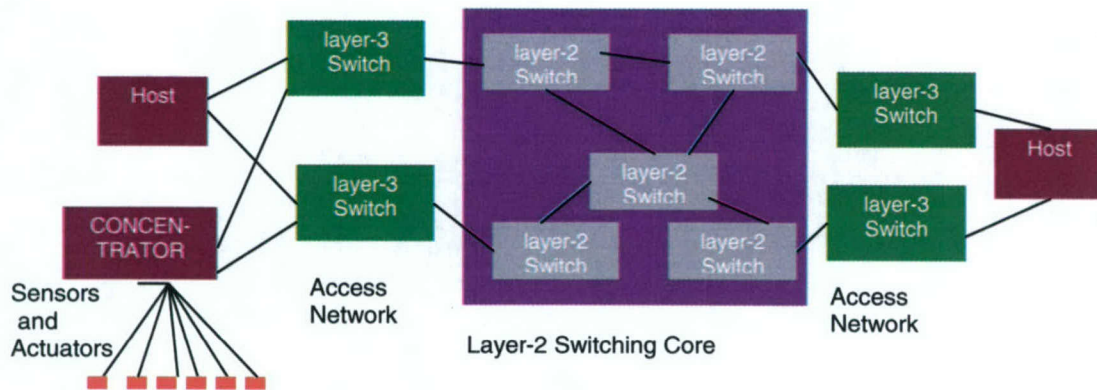 layer-3
Switch
layer-2
Switch
layer-2
Switch
Host
layer-3
Switch
Host
layer-3
Switch
layer-2
Switch
CONCEN-
TRATOR
layer-3
Switch
layer-2
Switch
layer-2
Switch
Sensors
and
Actuators
Access
Network
Access
Network
Layer-2 Switching Core